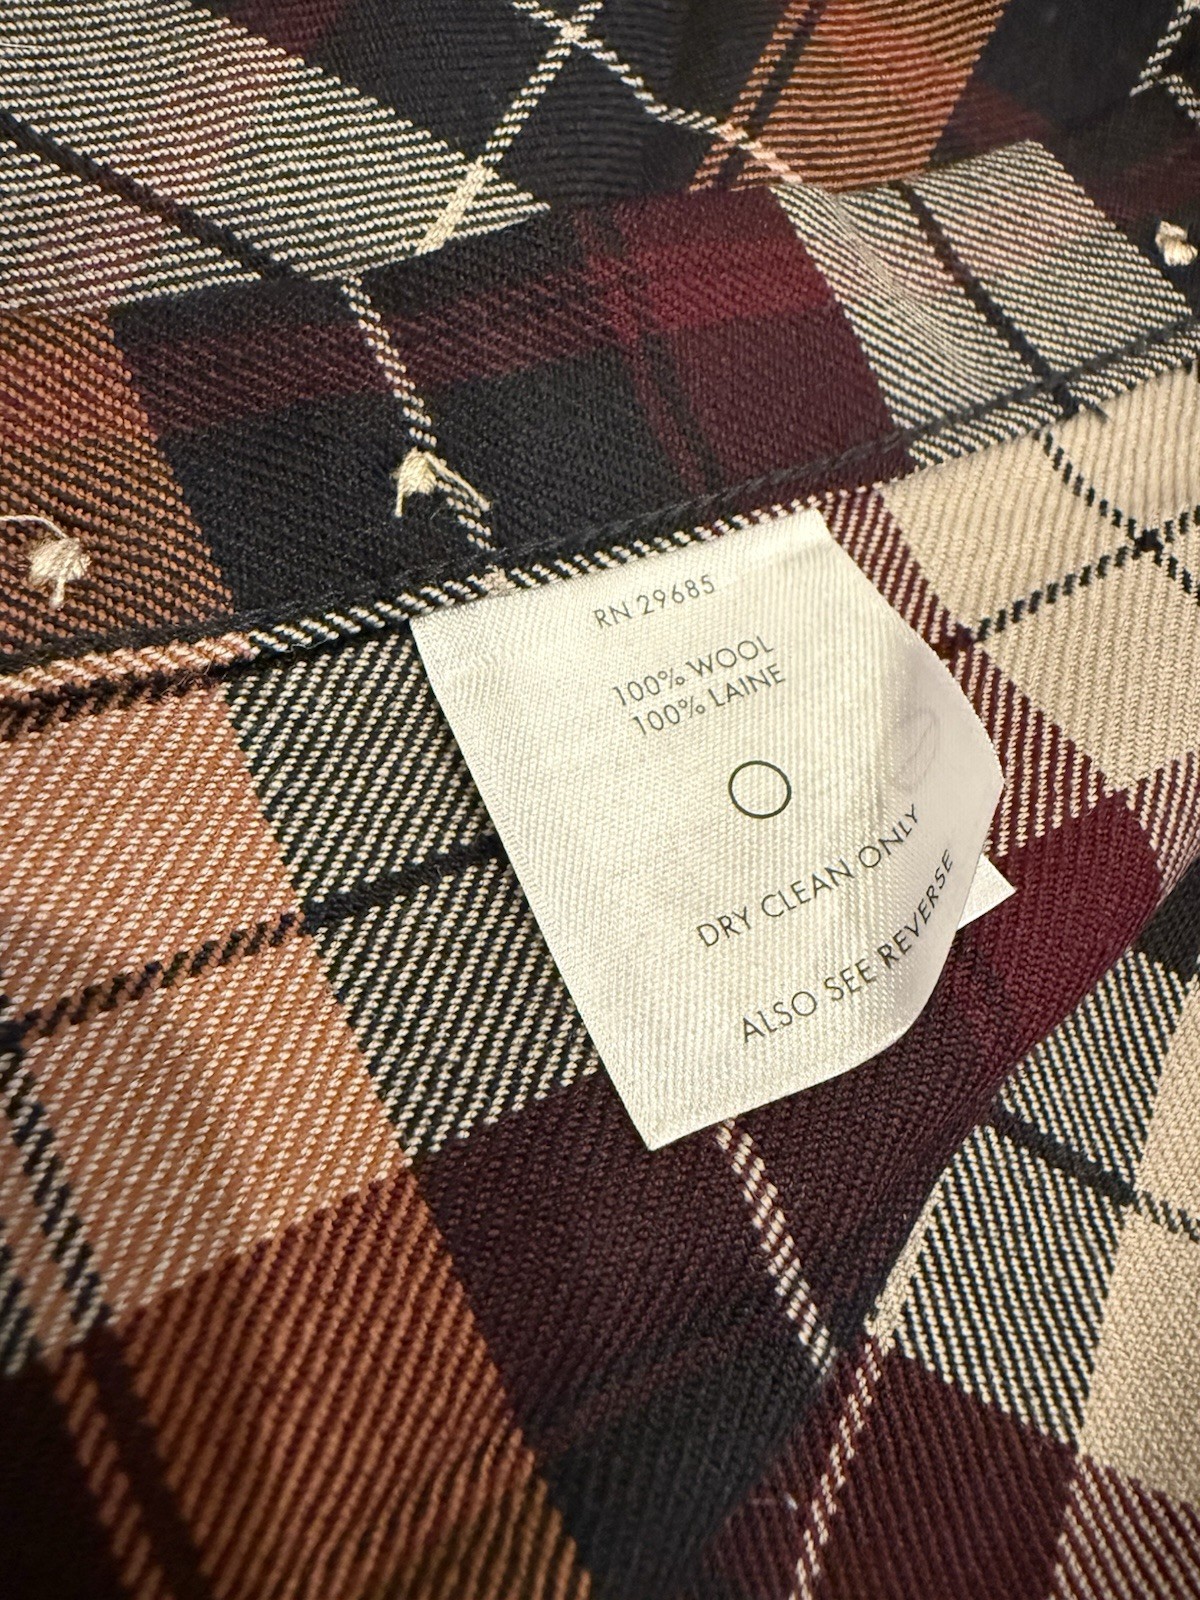 RN 29685
100% WOOL
100% LAINE
DRY CLEAN ONLY
ALSO SEE REVERSE